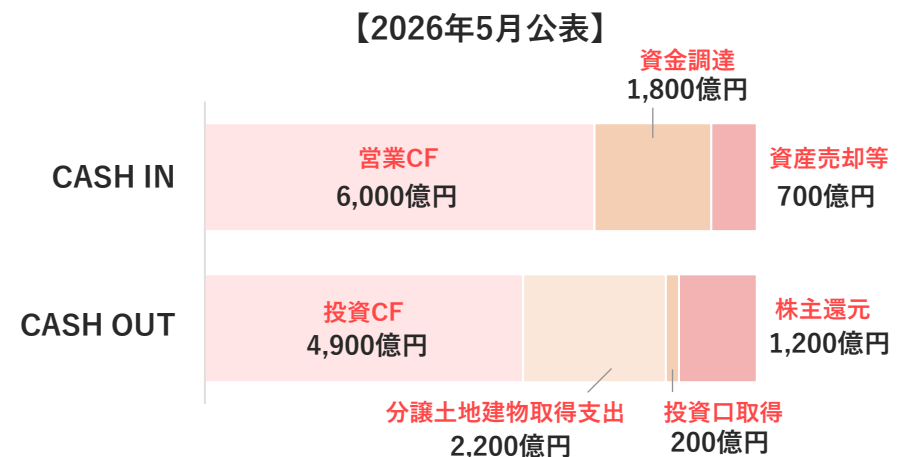 【2026年5月公表】
資金調達
1,800億円
CASH IN
営業CF
6,000億円
資産売却等
700億円
CASH OUT
投資CF
4,900億円
株主還元
1,200億円
分譲土地建物取得支出
2,200億円
投資口取得
200億円